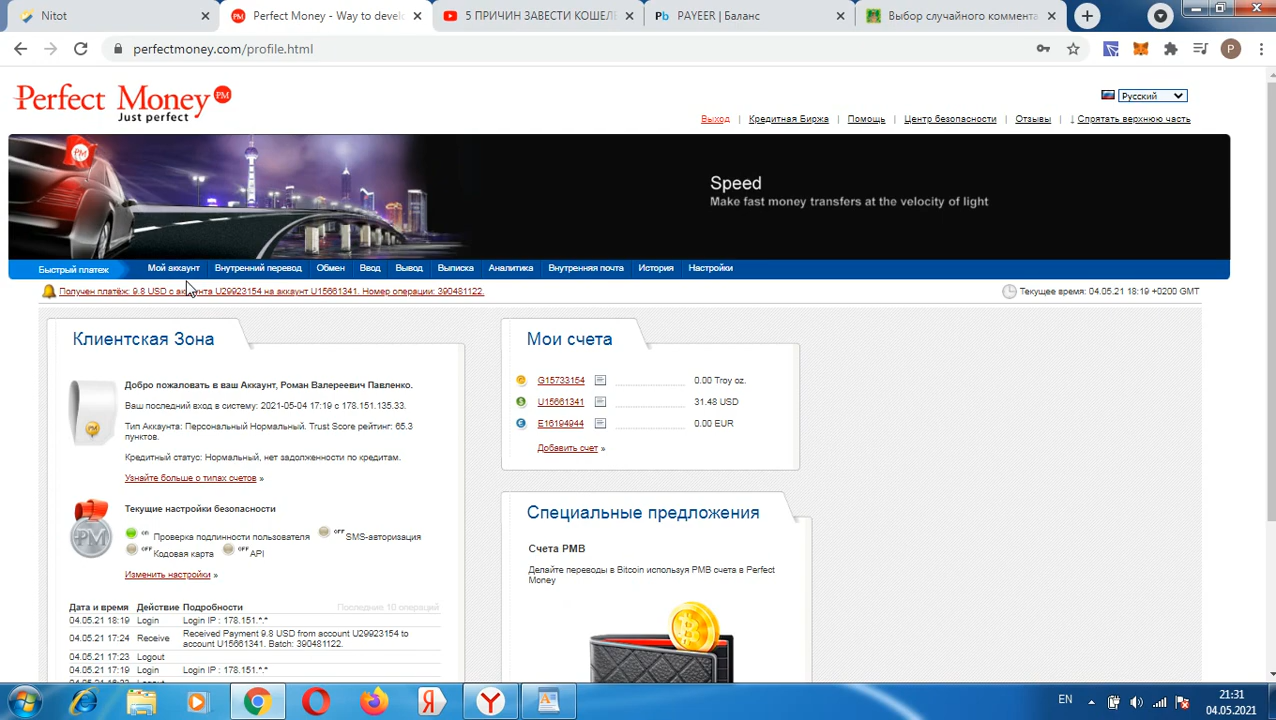 Nitot
Perfect Money - Way to devel
5 ПРИЧИН ЗАВЕСТИ КОШЕЛ
PAYEER | Баланс
Выбор случайного коммента
perfectmoney.com/profile.html
P
Perfect Money PM
Just perfect
Русский
Выход | Кредитная Биржа | Помощь | Центр безопасности | Отзывы | ↓ Спрятать верхнюю часть
PM
Speed
Make fast money transfers at the velocity of light
Быстрый платеж Мой аккаунт Внутренний перевод Обмен Ввод Вывод Выписка Аналитика Внутренняя почта История Настройки
Получен платёж: 9.8 USD с аккаунта U29923154 на аккаунт U15661341. Номер операции: 390481122.
Текущее время: 04.05.21 18:19 +0200 GMT
Клиентская Зона
Добро пожаловать в ваш Аккаунт, Роман Валереевич Павленко.
Ваш последний вход в систему: 2021-05-04 17:19 с 178.151.135.33.
Тип Аккаунта: Персональный Нормальный. Trust Score рейтинг: 65.3
пунктов.
Кредитный статус: Нормальный, нет задолженности по кредитам.
Узнайте больше о типах счетов »
PM
Текущие настройки безопасности
ON Проверка подлинности пользователя OFF SMS-авторизация
OFF Кодовая карта OFF API
Изменить настройки »
Дата и время Действие Подробности Последние 10 операций
04.05.21 18:19 Login Login IP : 178.151.*.*
04.05.21 17:24 Receive Received Payment 9.8 USD from account U29923154 to
account U15661341. Batch: 390481122.
04.05.21 17:23 Logout
04.05.21 17:19 Login Login IP : 178.151.*.*
Мои счета
G15733154 0.00 Troy oz.
U15661341 31.48 USD
E16194944 0.00 EUR
Добавить счет »
Специальные предложения
Счета PMB
Делайте переводы в Bitcoin используя PMB счета в Perfect
Money
EN
21:31
04.05.2021